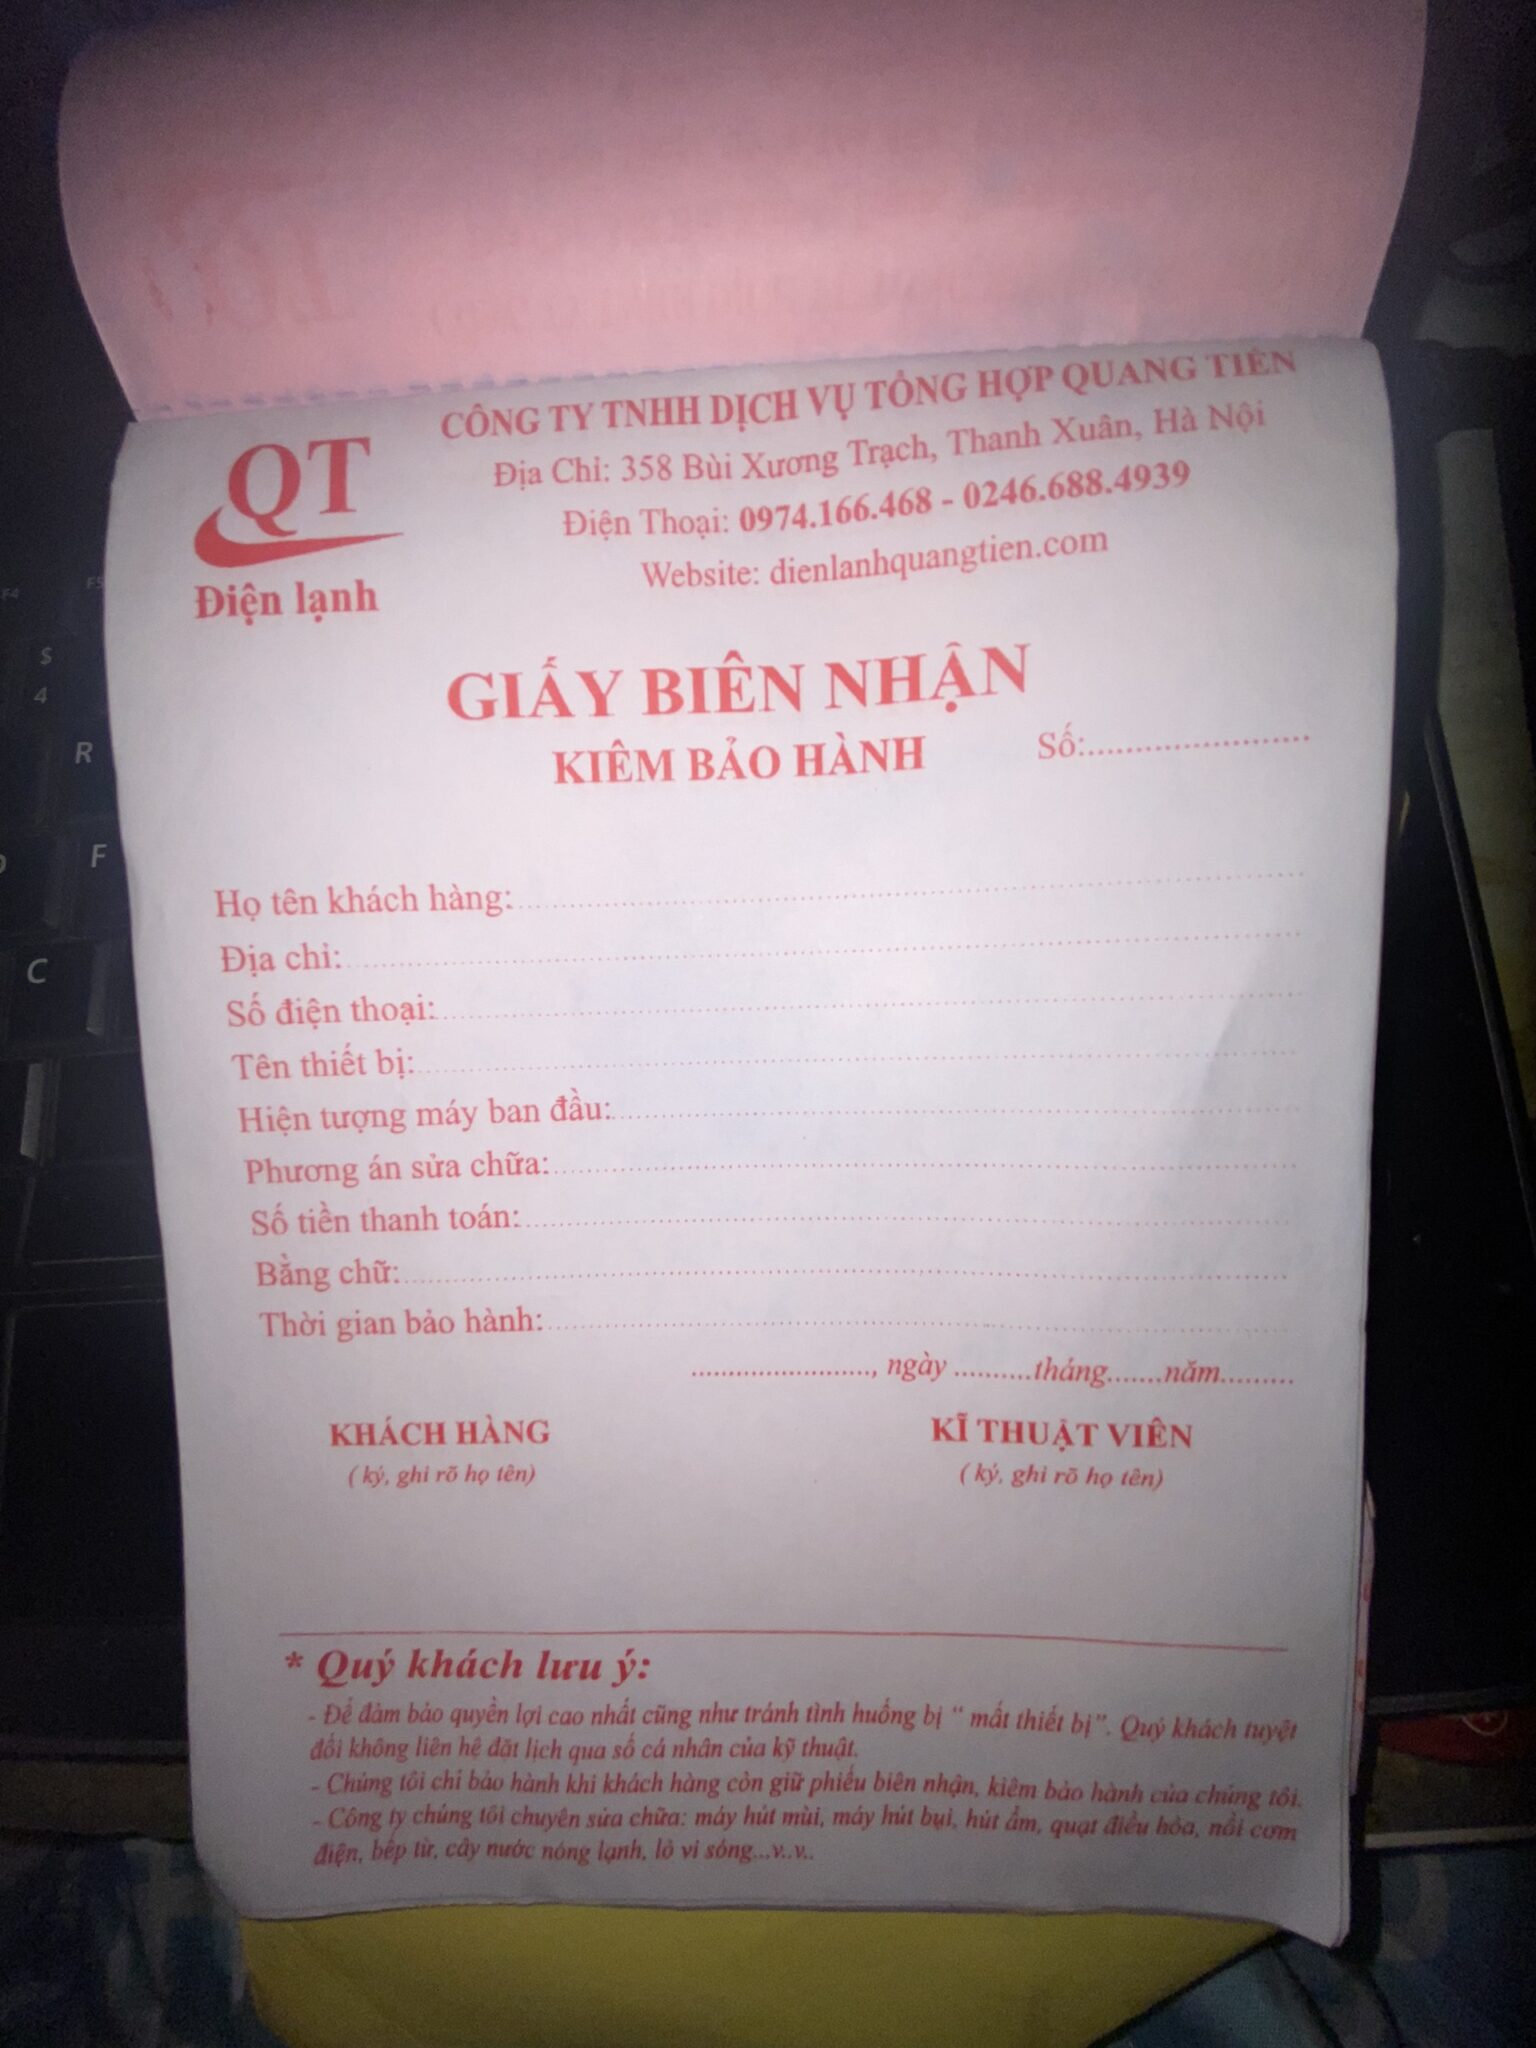 QT
Điện lạnh
CÔNG TY TNHH DỊCH VỤ TỔNG HỢP QUANG TIẾN
Địa Chỉ: 358 Bùi Xương Trạch, Thanh Xuân, Hà Nội
Điện Thoại: 0974.166.468 - 0246.688.4939
Website: dienlanhquangtien.com
GIẤY BIÊN NHẬN
KIÊM BẢO HÀNH
Số:........................
Họ tên khách hàng:
Địa chỉ:
Số điện thoại:
Tên thiết bị:
Hiện tượng máy ban đầu:
Phương án sửa chữa:
Số tiền thanh toán:
Bằng chữ:
Thời gian bảo hành:
........................, ngày ..........tháng.......năm.........
KHÁCH HÀNG
( ký, ghi rõ họ tên)
KĨ THUẬT VIÊN
( ký, ghi rõ họ tên)
* Quý khách lưu ý:
- Để đảm bảo quyền lợi cao nhất cũng như tránh tình huống bị “ mất thiết bị”. Quý khách tuyệt
đối không liên hệ đặt lịch qua số cá nhân của kỹ thuật.
- Chúng tôi chỉ bảo hành khi khách hàng còn giữ phiếu biên nhận, kiêm bảo hành của chúng tôi.
- Công ty chúng tôi chuyên sửa chữa: máy hút mùi, máy hút bụi, hút ẩm, quạt điều hòa, nồi cơm
điện, bếp từ, cây nước nóng lạnh, lò vi sóng...v..v..
F4
F5
$
4
R
F
C